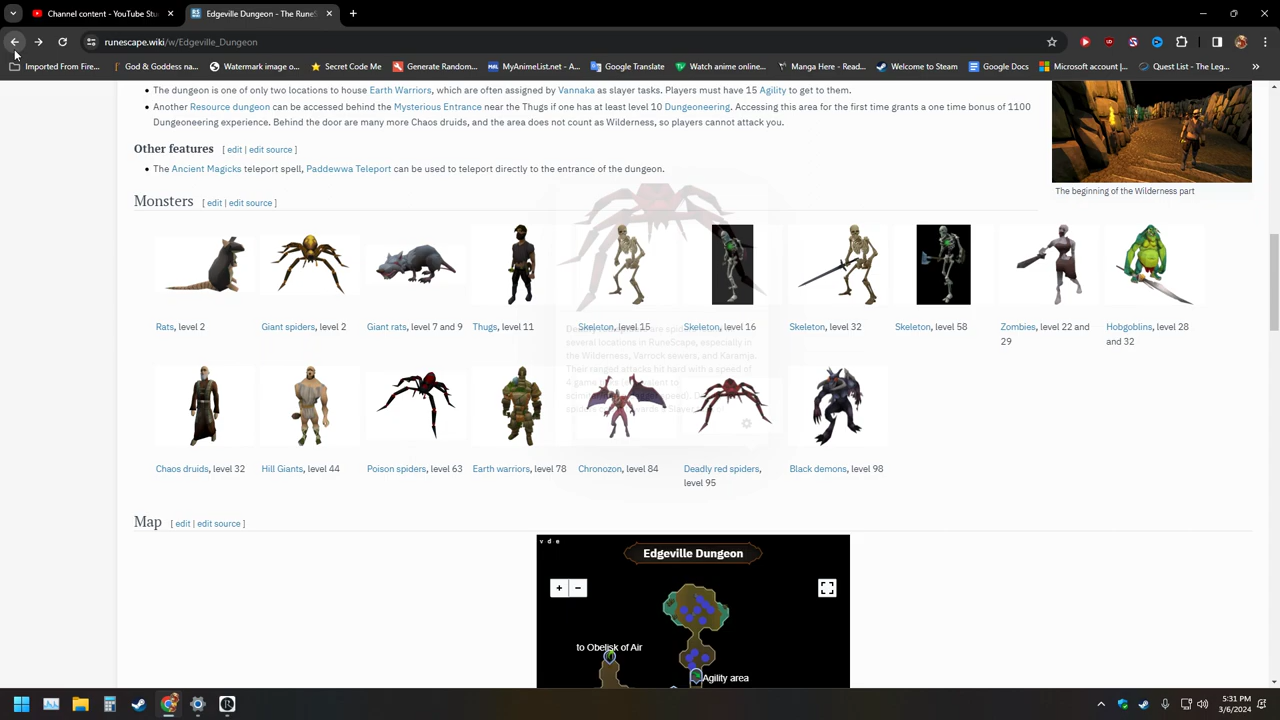 YouTube Channel content - YouTube Stu
Edgeville Dungeon - The RuneS
runescape.wiki/w/Edgeville_Dungeon
Imported From Fire...
God & Goddess na...
Watermark image o...
Secret Code Me
Generate Random...
MyAnimeList.net - A...
Google Translate
Watch anime online...
Manga Here - Read...
Welcome to Steam
Google Docs
Microsoft account |...
Quest List - The Leg...
The dungeon is one of only two locations to house Earth Warriors, which are often assigned by Vannaka as slayer tasks. Players must have 15 Agility to get to them.
Another Resource dungeon can be accessed behind the Mysterious Entrance near the Thugs if one has at least level 10 Dungeoneering. Accessing this area for the first time grants a one time bonus of 1100
Dungeoneering experience. Behind the door are many more Chaos druids, and the area does not count as Wilderness, so players cannot attack you.
Other features [ edit | edit source ]
The Ancient Magicks teleport spell, Paddewwa Teleport can be used to teleport directly to the entrance of the dungeon.
The beginning of the Wilderness part
Monsters [ edit | edit source ]
Rats, level 2
Giant spiders, level 2
Giant rats, level 7 and 9
Thugs, level 11
Skeleton, level 15
Skeleton, level 16
Skeleton, level 32
Skeleton, level 58
Zombies, level 22 and
29
Hobgoblins, level 28
and 32
Chaos druids, level 32
Hill Giants, level 44
Poison spiders, level 63
Earth warriors, level 78
Chronozon, level 84
Deadly red spiders,
level 95
Black demons, level 98
Map [ edit | edit source ]
v d e
Edgeville Dungeon
+ −
to Obelisk of Air
Agility area
5:31 PM
3/6/2024